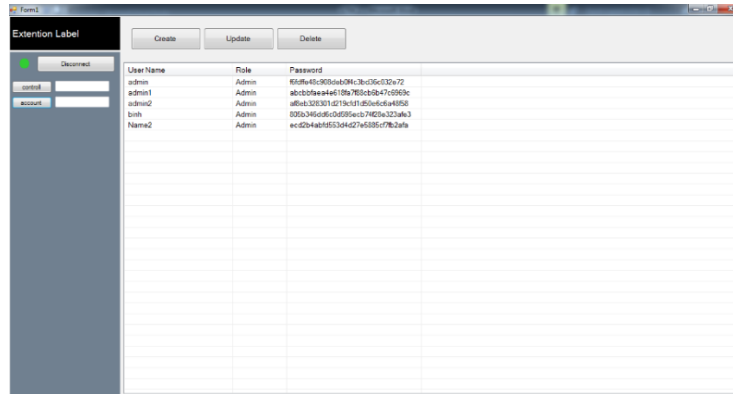 Form1
Extention Label
Create Update Delete
Disconnect
control
account
User Name Role Password
admin Admin
admin1 Admin
admin2 Admin
binh Admin
Name2 Admin